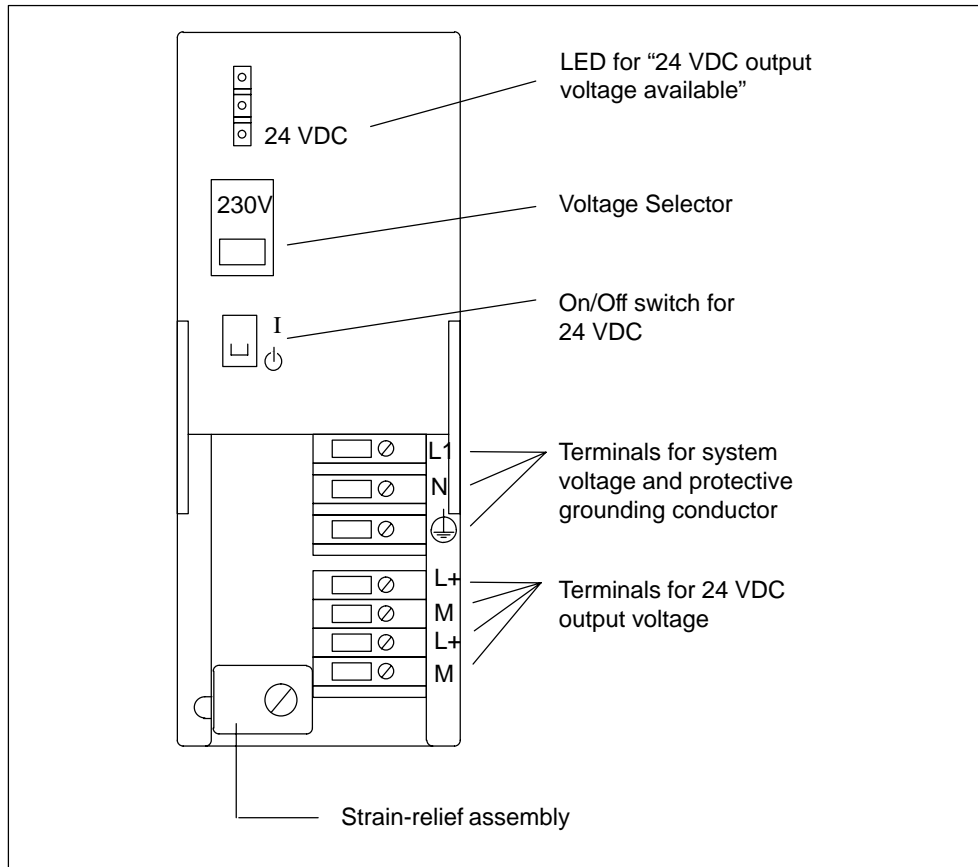 LED for “24 VDC output
voltage available”
24 VDC
230V
Voltage Selector
On/Off switch for
24 VDC
I
L1
N
Terminals for system
voltage and protective
grounding conductor
L+
M
L+
M
Terminals for 24 VDC
output voltage
Strain-relief assembly